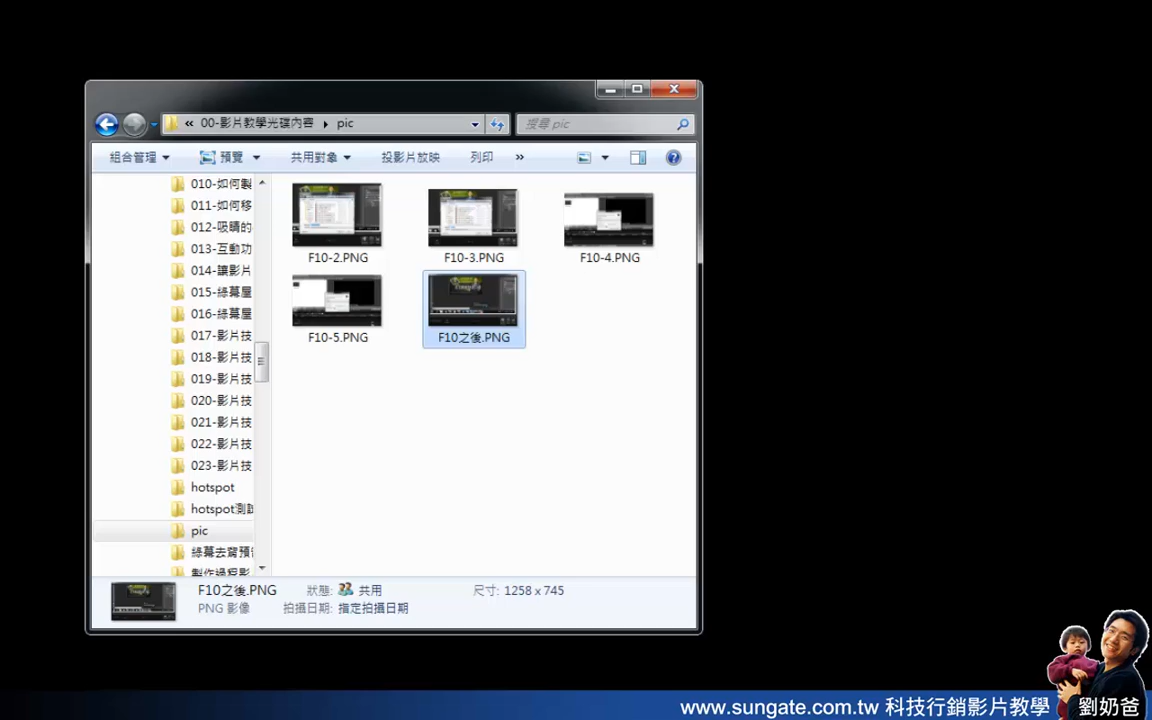 « 00-影片教學光碟內容 ▸ pic
搜尋 pic
組合管理 預覽 共用對象 投影片放映 列印 »
010-如何製
011-如何移
012-吸睛的
013-互動功
014-讓影片
015-綠幕屋
016-綠幕屋
017-影片技
018-影片技
019-影片技
020-影片技
021-影片技
022-影片技
023-影片技
hotspot
hotspot測試
pic
綠幕去背預
製作過程影
F10-2.PNG
F10-3.PNG
F10-4.PNG
F10-5.PNG
F10之後.PNG
F10之後.PNG 狀態: 共用 尺寸: 1258 x 745
PNG 影像 拍攝日期: 指定拍攝日期
www.sungate.com.tw 科技行銷影片教學
劉奶爸